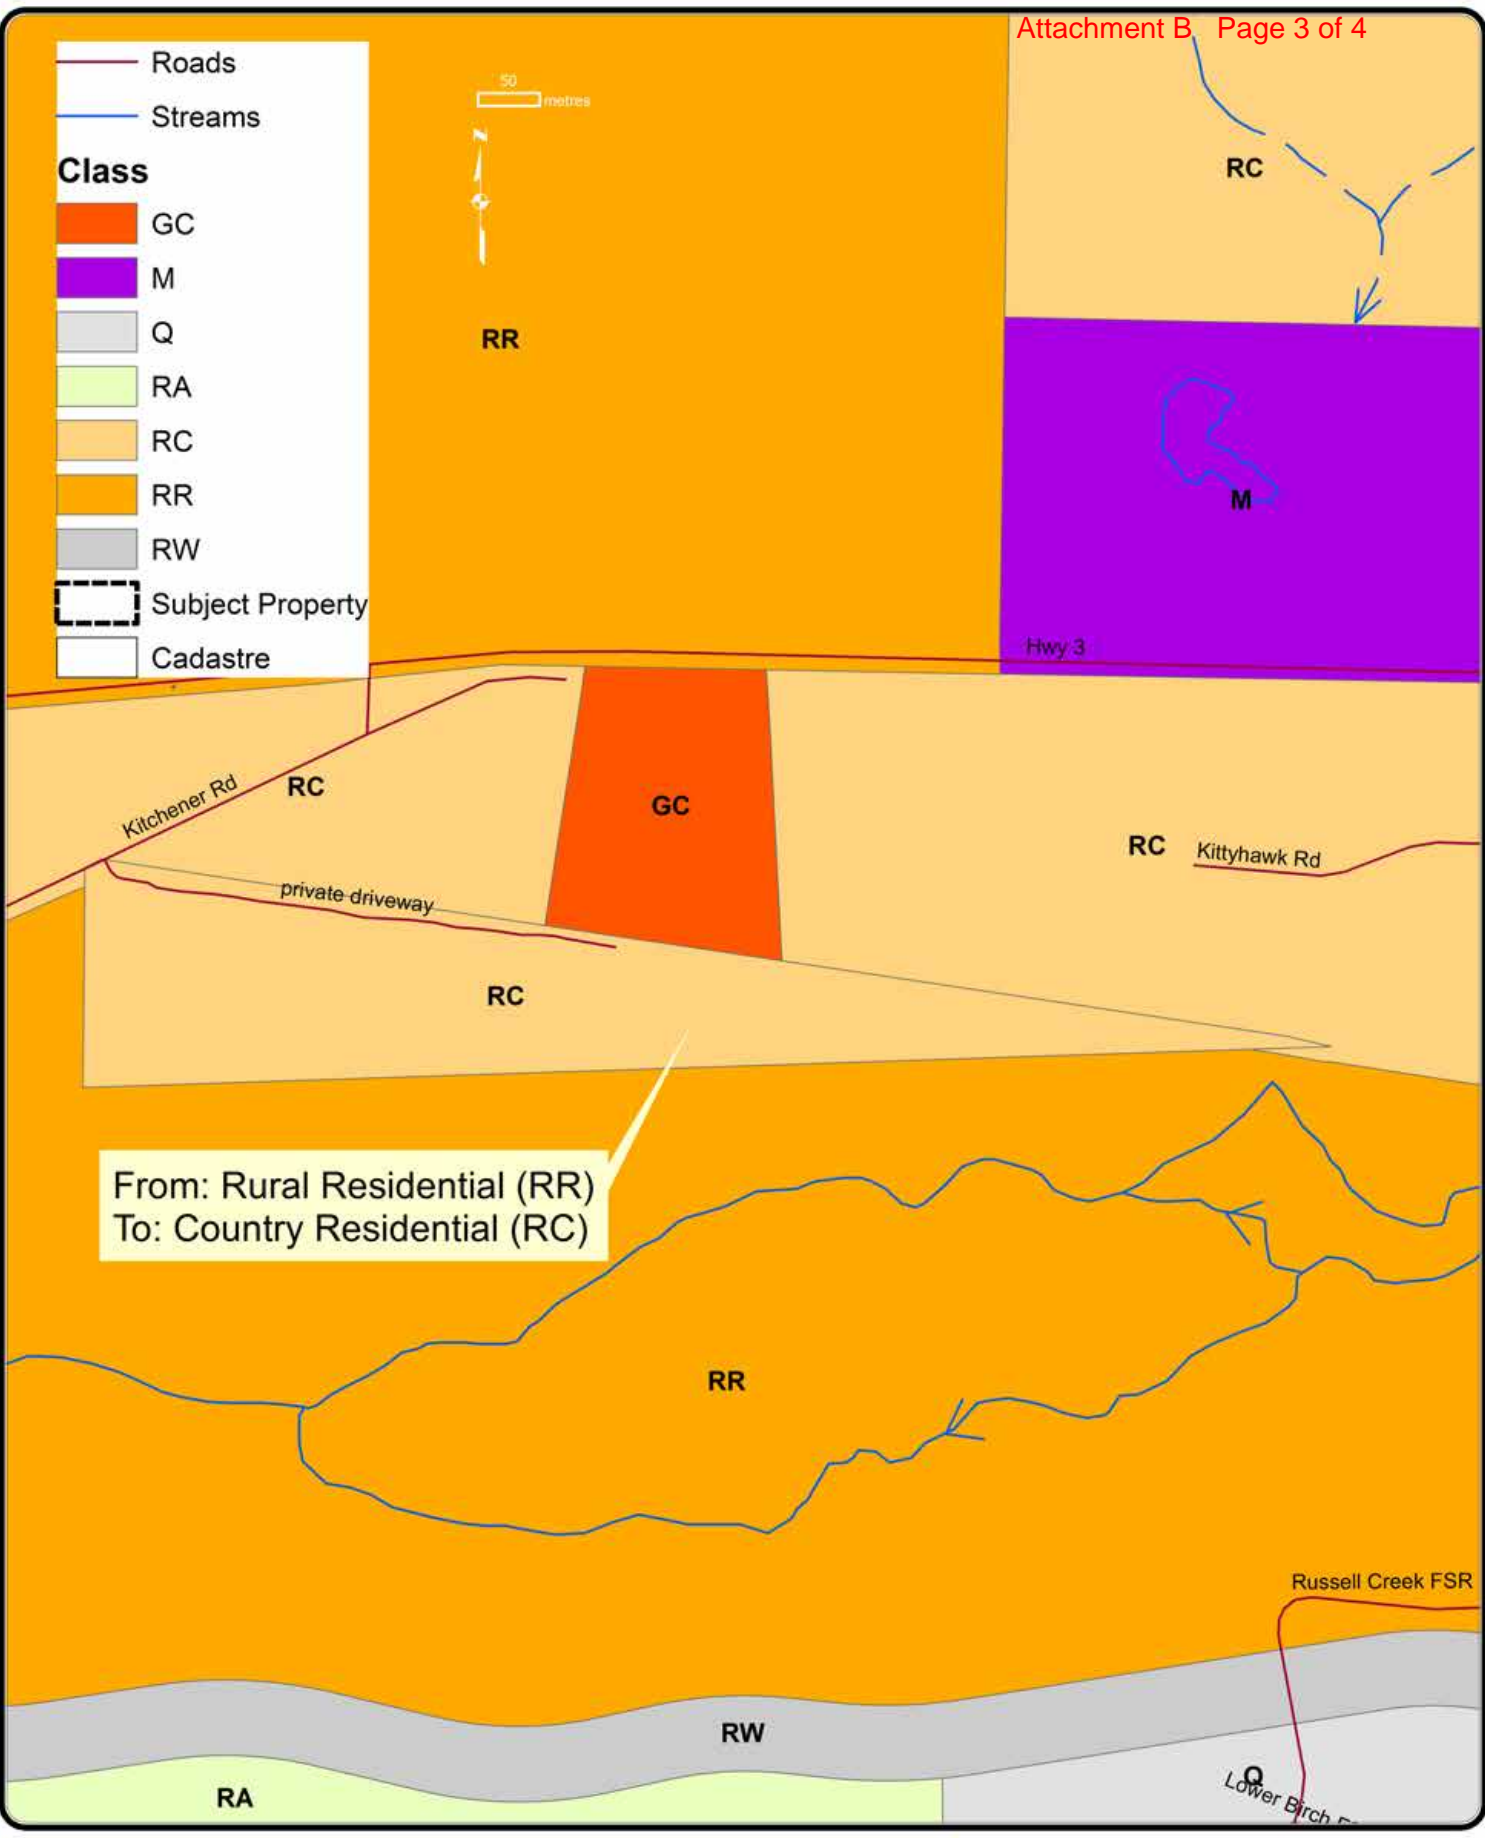 Attachment B Page 3 of 4
Roads
Streams
Class
GC
M
Q
RA
RC
RR
RW
Subject Property
Cadastre
50
metres
N
RR
RC
M
Hwy 3
Kitchener Rd
RC
GC
RC
Kittyhawk Rd
private driveway
RC
From: Rural Residential (RR)
To: Country Residential (RC)
RR
Russell Creek FSR
RW
RA
Q
Lower Birch